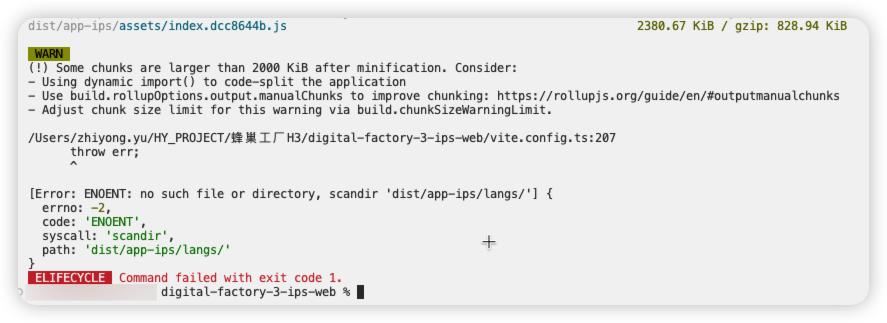 dist/app-ips/assets/index.dcc8644b.js 2380.67 KiB / gzip: 828.94 KiB
WARN
(!) Some chunks are larger than 2000 KiB after minification. Consider:
- Using dynamic import() to code-split the application
- Use build.rollupOptions.output.manualChunks to improve chunking: https://rollupjs.org/guide/en/#outputmanualchunks
- Adjust chunk size limit for this warning via build.chunkSizeWarningLimit.
/Users/zhiyong.yu/HY_PROJECT/蜂巢工厂H3/digital-factory-3-ips-web/vite.config.ts:207
throw err;
^
[Error: ENOENT: no such file or directory, scandir 'dist/app-ips/langs/'] {
errno: -2,
code: 'ENOENT',
syscall: 'scandir',
path: 'dist/app-ips/langs/'
}
ELIFECYCLE Command failed with exit code 1.
digital-factory-3-ips-web %